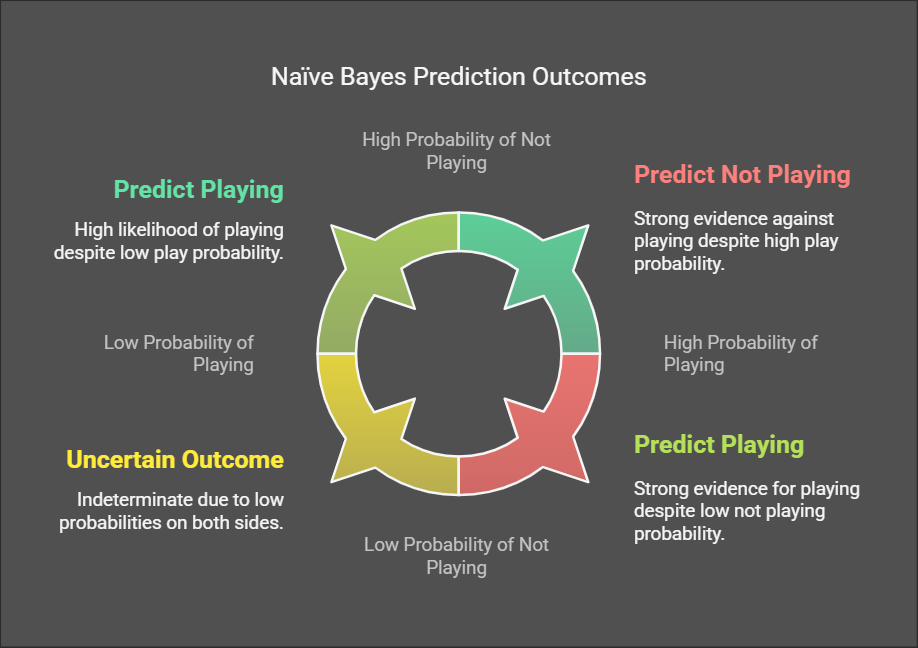 Naïve Bayes Prediction Outcomes
High Probability of Not
Playing
Predict Playing
High likelihood of playing
despite low play probability.
Predict Not Playing
Strong evidence against
playing despite high play
probability.
Low Probability of
Playing
High Probability of
Playing
Uncertain Outcome
Indeterminate due to low
probabilities on both sides.
Predict Playing
Strong evidence for playing
despite low not playing
probability.
Low Probability of Not
Playing